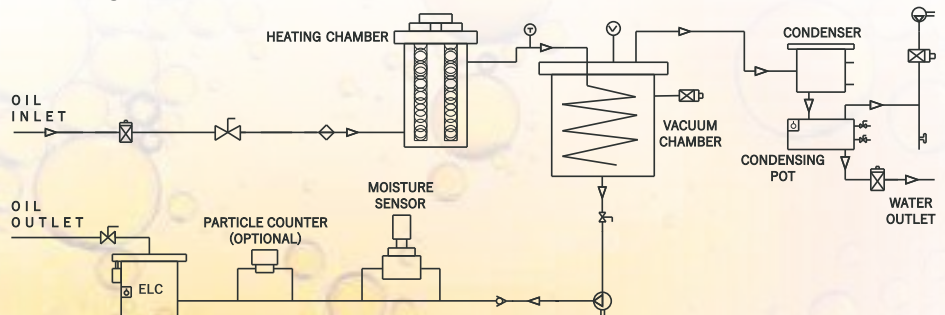 HEATING CHAMBER
T
V
CONDENSER
OIL
INLET
VACUUM
CHAMBER
CONDENSING
POT
WATER
OUTLET
OIL
OUTLET
MOISTURE
SENSOR
PARTICLE COUNTER
(OPTIONAL)
ELC